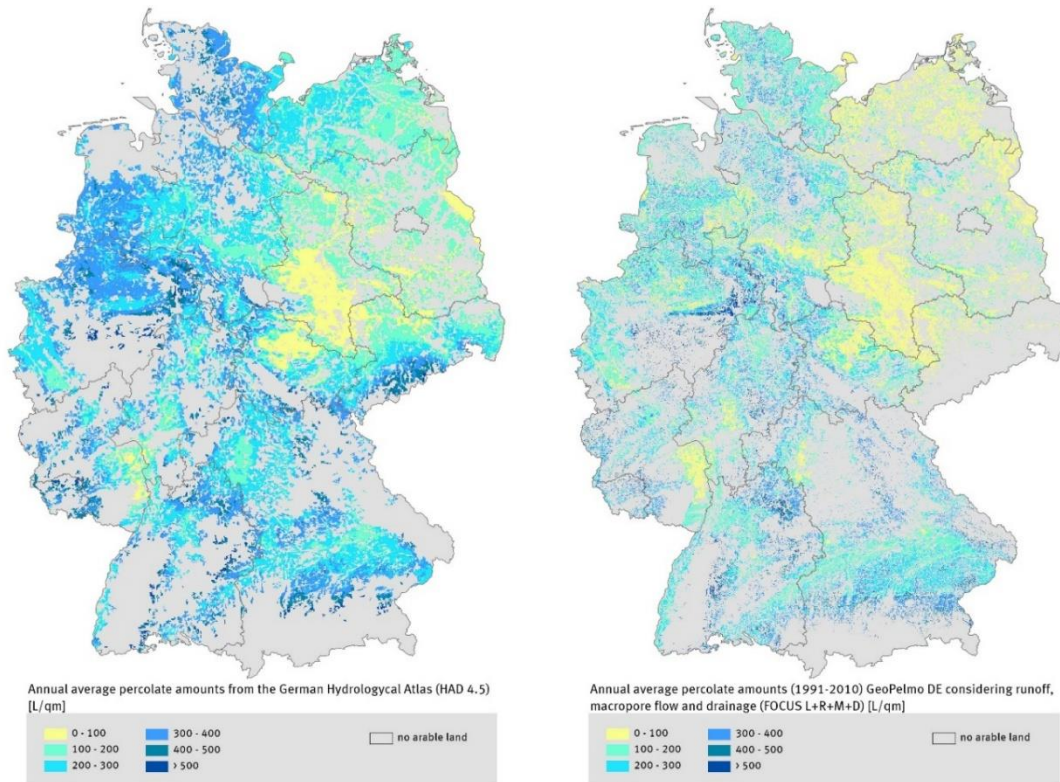 Annual average percolate amounts from the German Hydrologycal Atlas (HAD 4.5)
[L/qm]
0 - 100
100 - 200
200 - 300
300 - 400
400 - 500
> 500
no arable land
Annual average percolate amounts (1991-2010) GeoPelmo DE considering runoff,
macropore flow and drainage (FOCUS L+R+M+D) [L/qm]
0 - 100
100 - 200
200 - 300
300 - 400
400 - 500
> 500
no arable land